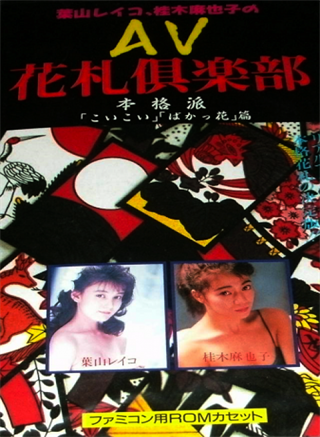 葉山レイコ、桂木麻也子の
AV
花札倶楽部
本格派
「こいこい」「ばかっ花」篇
葉山レイコ
桂木麻也子
ファミコン用ROMカセット